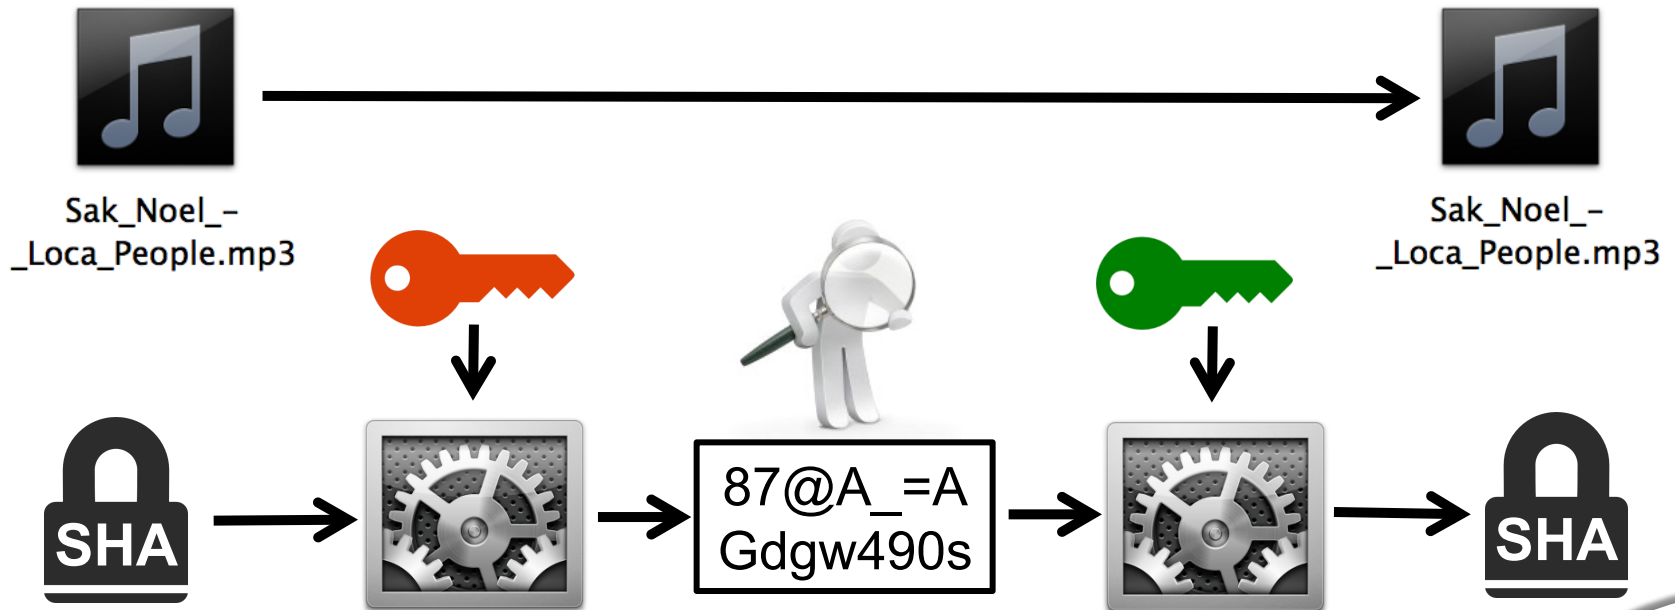 Sak_Noel_-
_Loca_People.mp3
Sak_Noel_-
_Loca_People.mp3
SHA
87@A_=A
Gdgw490s
SHA